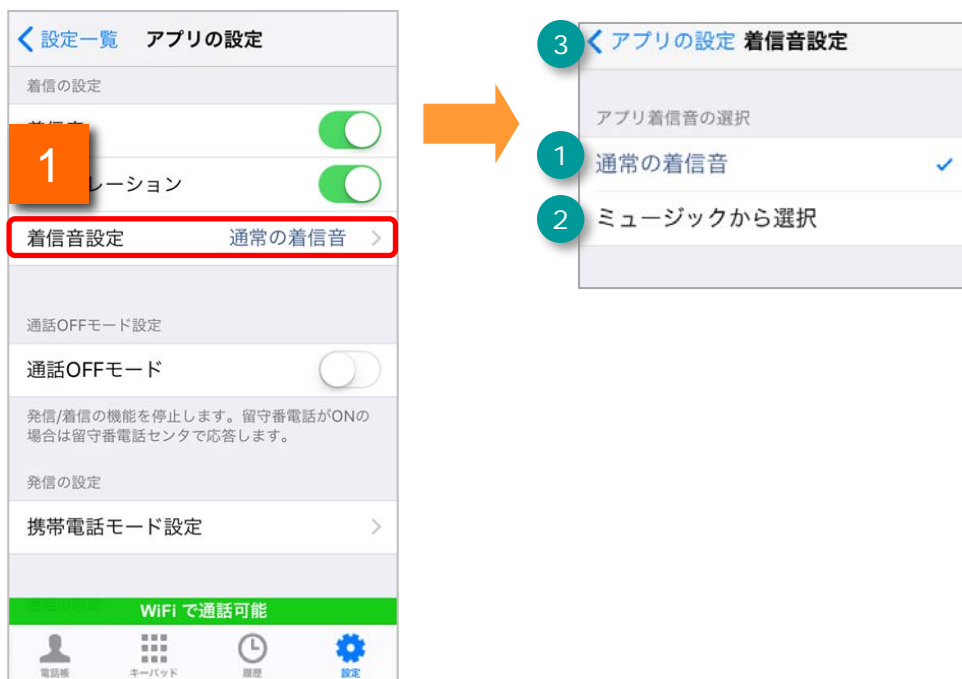 設定一覧 アプリの設定
着信の設定
1
レーション
着信音設定 通常の着信音
通話OFFモード設定
通話OFFモード
発信/着信の機能を停止します。留守番電話がONの
場合は留守番電話センタで応答します。
発信の設定
携帯電話モード設定
通話の設定
WiFi で通話可能
電話帳 キーパッド 履歴 設定
3 アプリの設定 着信音設定
アプリ着信音の選択
1 通常の着信音
2 ミュージックから選択